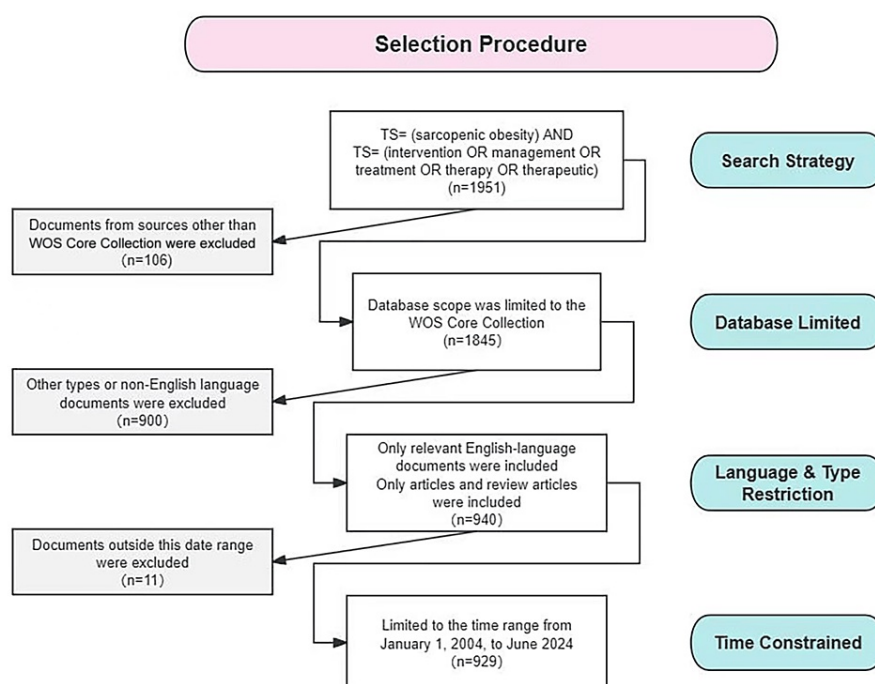 Selection Procedure
TS= (sarcopenic obesity) AND
TS= (intervention OR management OR
treatment OR therapy OR therapeutic)
(n=1951)
Search Strategy
Documents from sources other than
WOS Core Collection were excluded
(n=106)
Database scope was limited to the
WOS Core Collection
(n=1845)
Database Limited
Other types or non-English language
documents were excluded
(n=900)
Only relevant English-language
documents were included
Only articles and review articles
were included
(n=940)
Language & Type
Restriction
Documents outside this date range
were excluded
(n=11)
Limited to the time range from
January 1, 2004, to June 2024
(n=929)
Time Constrained